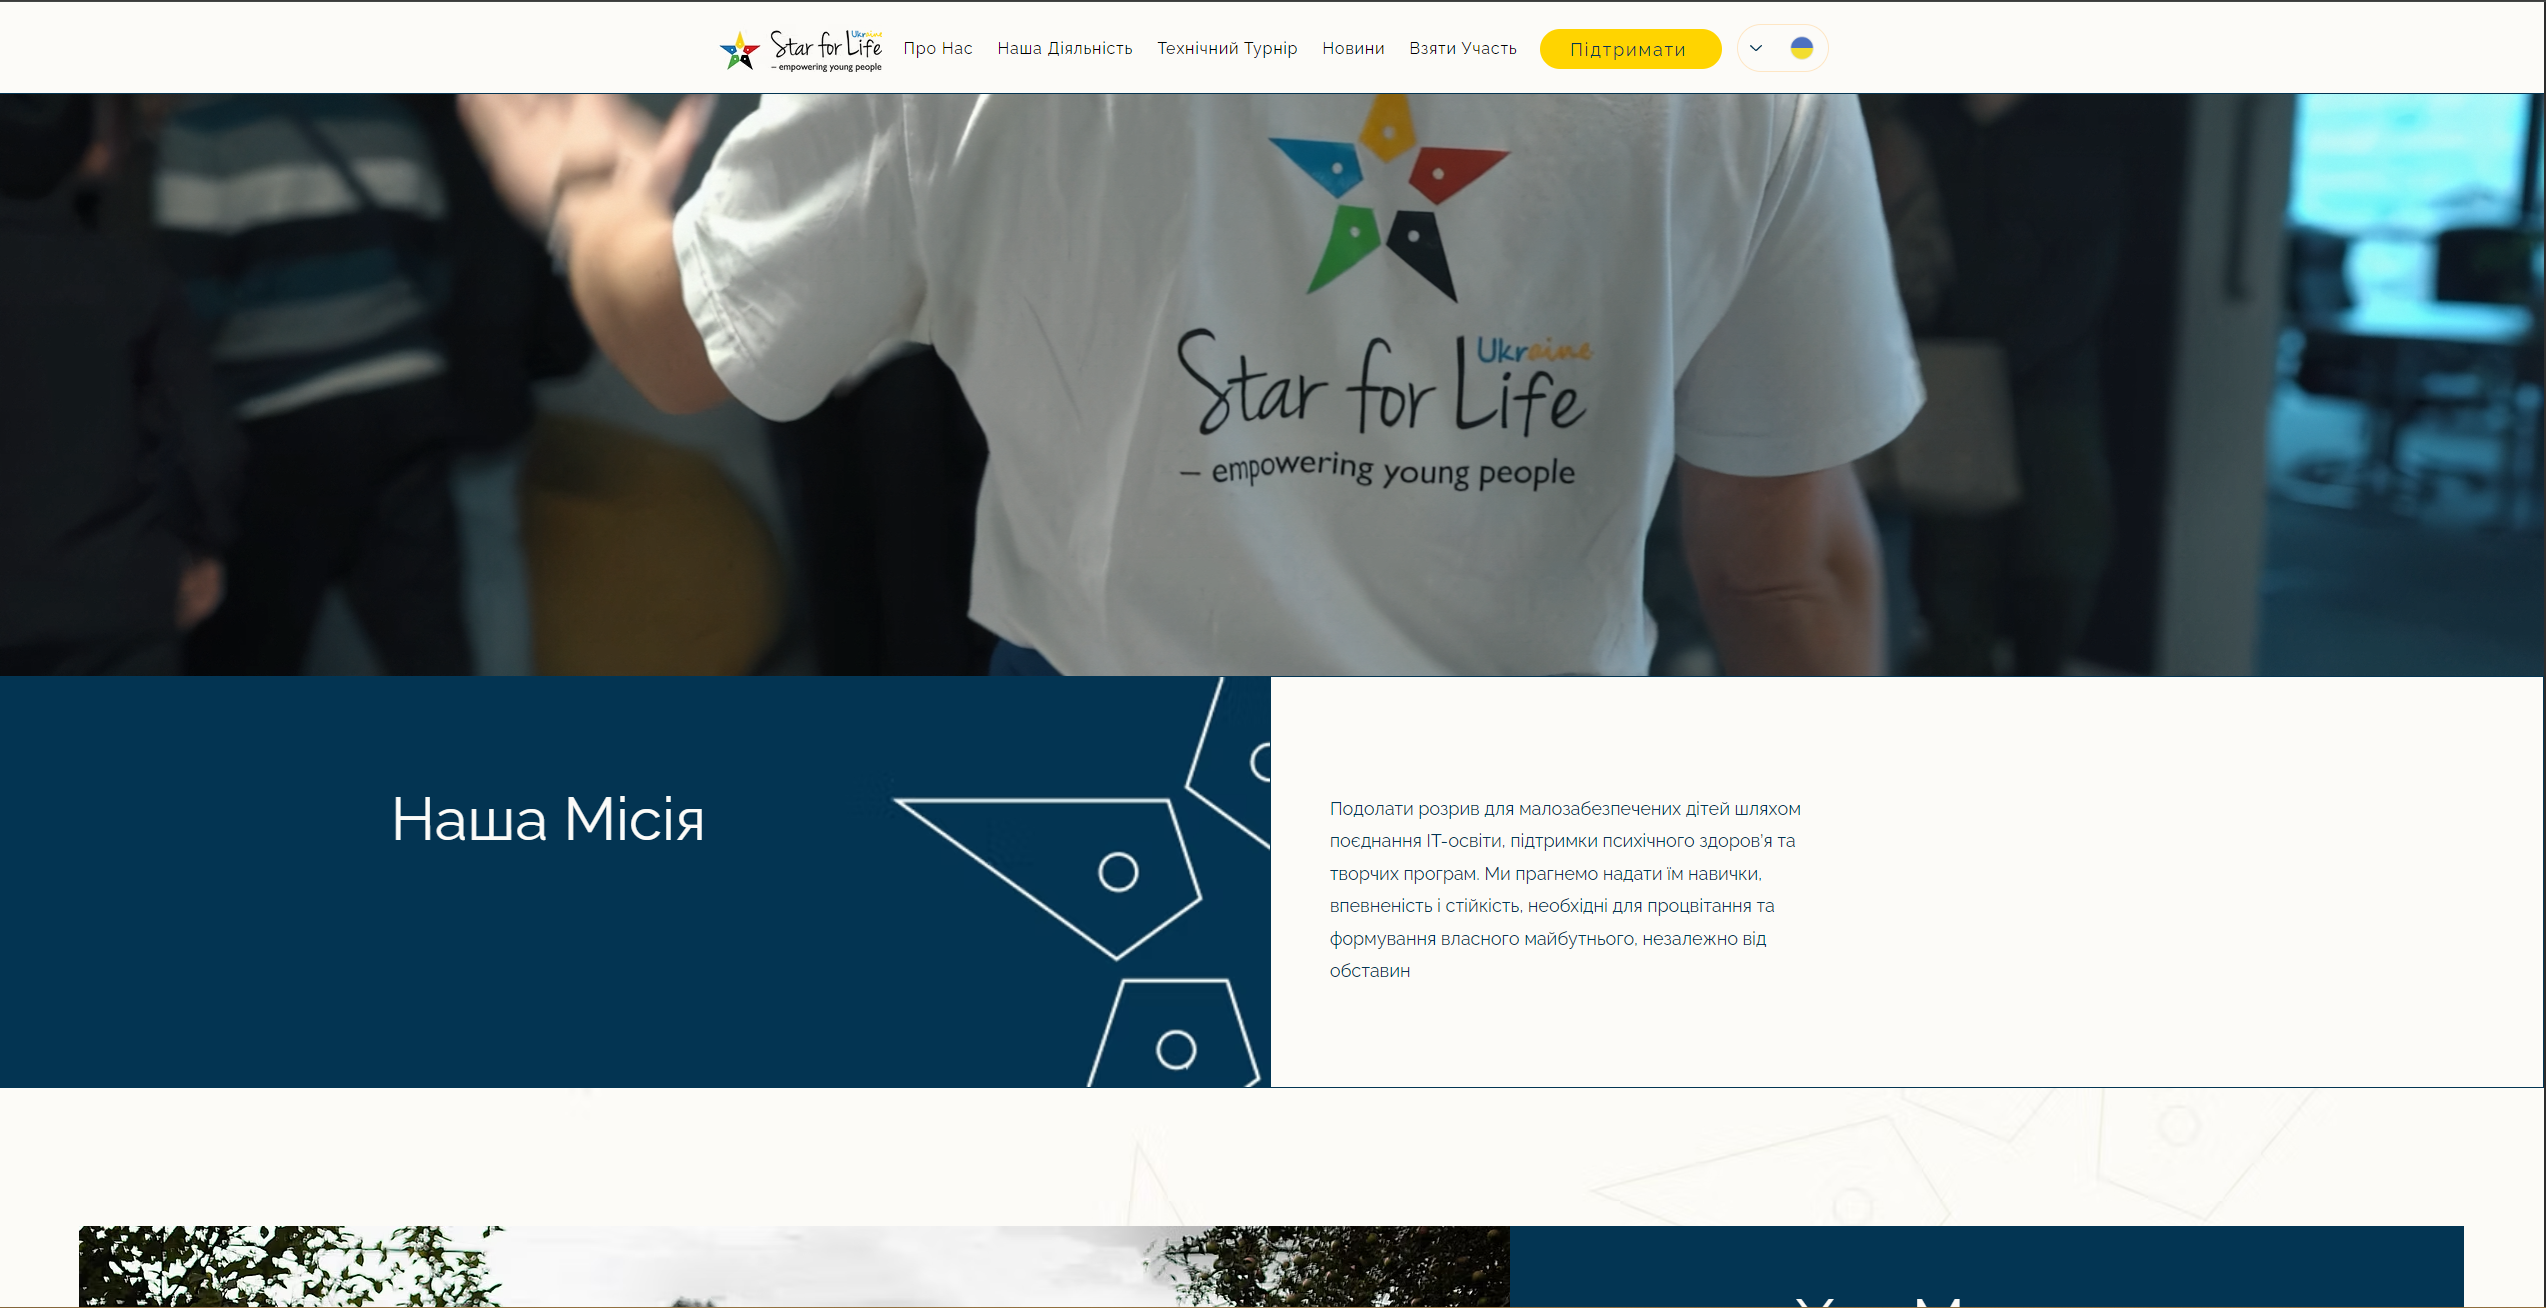 Ukraine
Star for Life
– empowering young people
Про Нас
Наша Діяльність
Технічний Турнір
Новини
Взяти Участь
Підтримати
Ukraine
Star for Life
– empowering young people
Наша Місія
Подолати розрив для малозабезпечених дітей шляхом
поєднання ІТ-освіти, підтримки психічного здоров'я та
творчих програм. Ми прагнемо надати їм навички,
впевненість і стійкість, необхідні для процвітання та
формування власного майбутнього, незалежно від
обставин